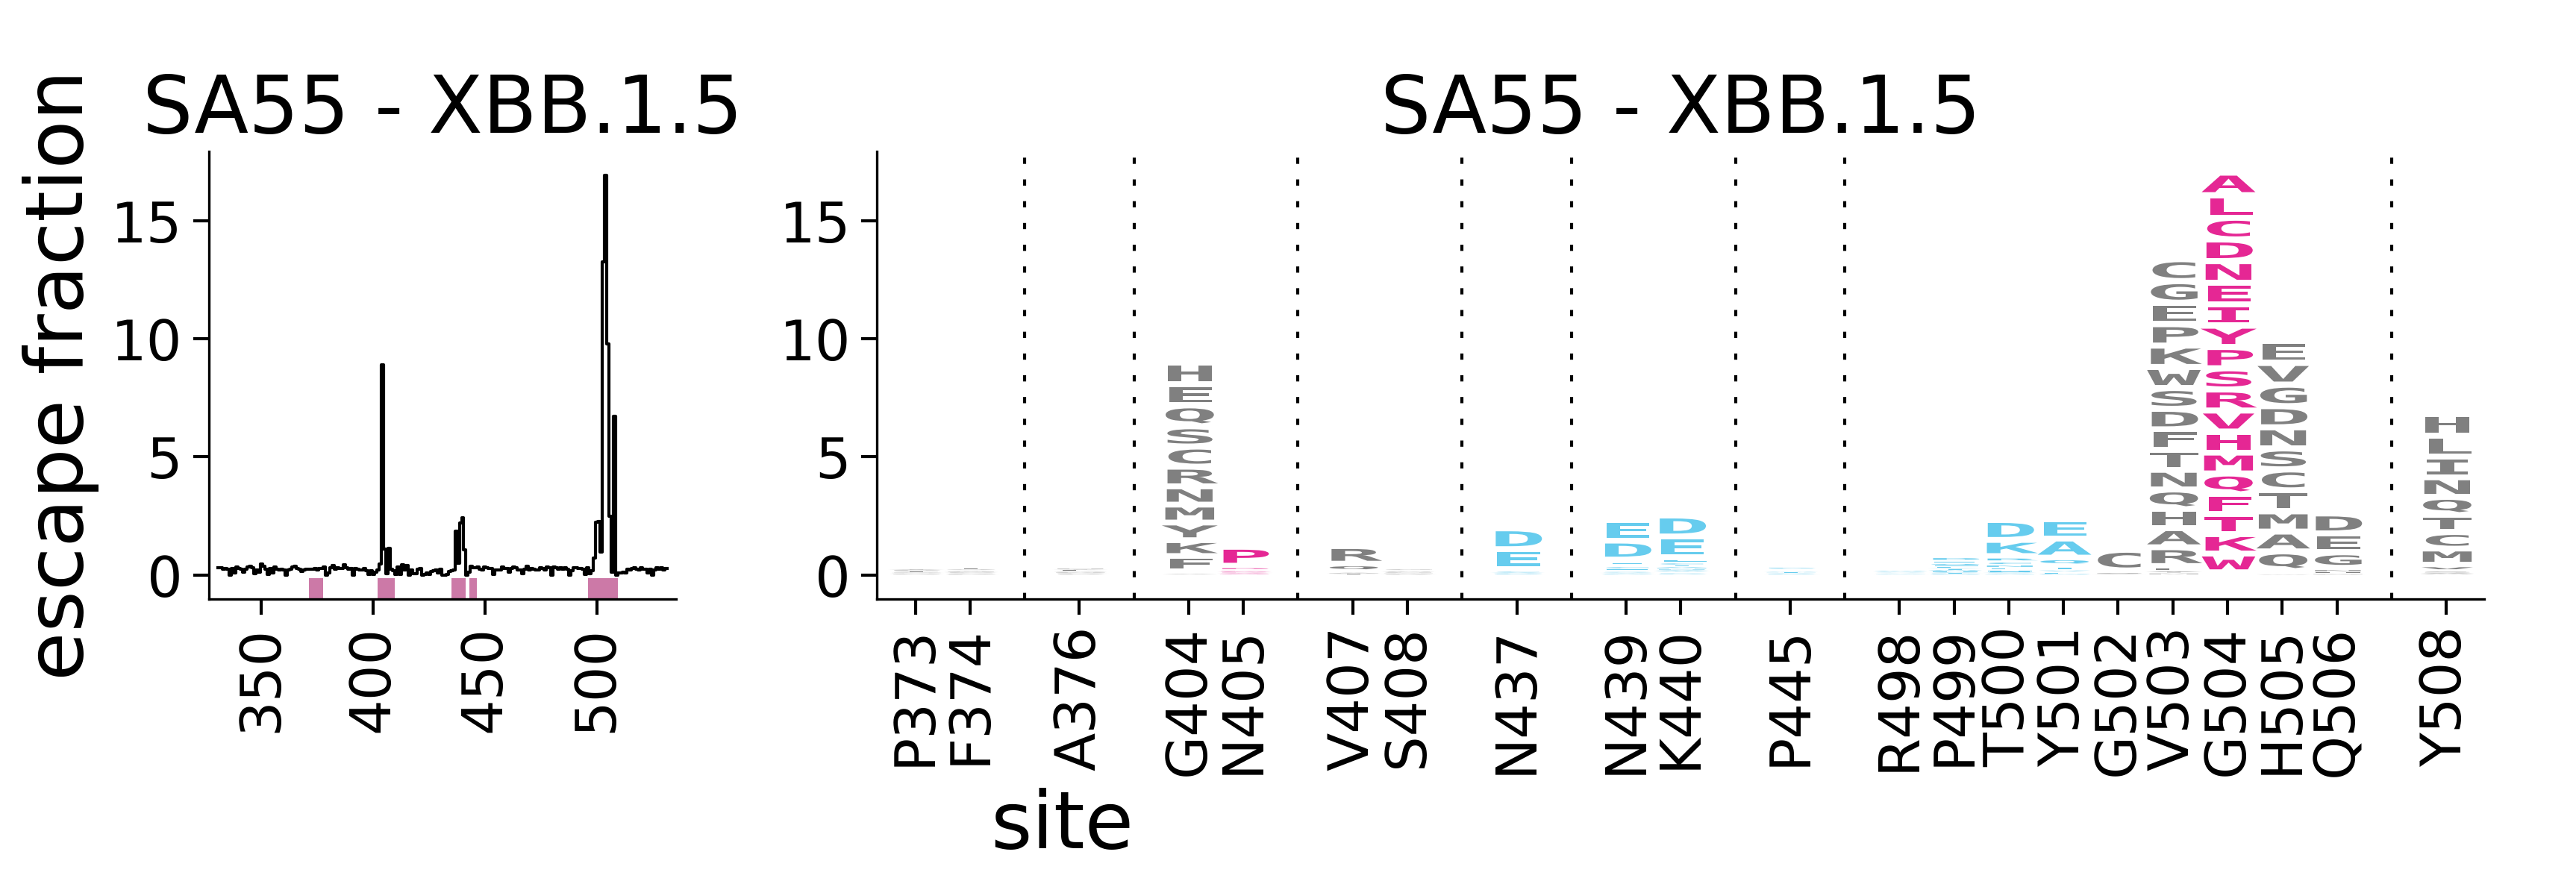 SA55 - XBB.1.5
escape fraction
15
10
5
0
350
400
450
500
SA55 - XBB.1.5
15
10
5
0
H
E
Q
S
C
R
N
M
Y
K
F
P
R
D
E
E
D
D
E
D
K
E
A
C
C
G
E
P
K
W
S
D
F
T
N
Q
H
A
R
A
L
C
D
N
E
I
Y
P
S
R
V
H
M
Q
F
T
K
W
E
V
G
D
N
S
C
T
M
A
Q
D
E
G
H
L
I
N
Q
T
C
M
P373
F374
A376
G404
N405
V407
S408
N437
N439
K440
P445
R498
P499
T500
Y501
G502
V503
G504
H505
Q506
Y508
site